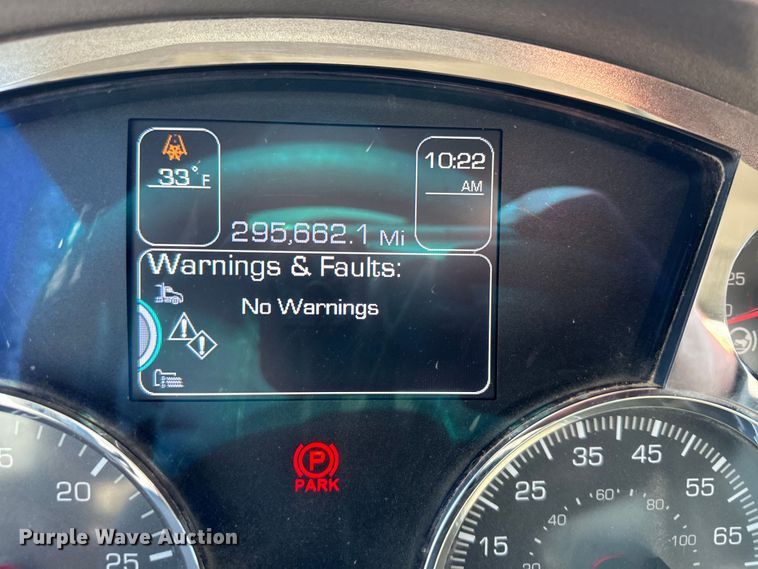 33°F
10:22
AM
295,662.1 Mi
Warnings & Faults:
No Warnings
P
PARK
25
20
25
15
25
35
45
55
65
40
60
80
100
Purple Wave Auction